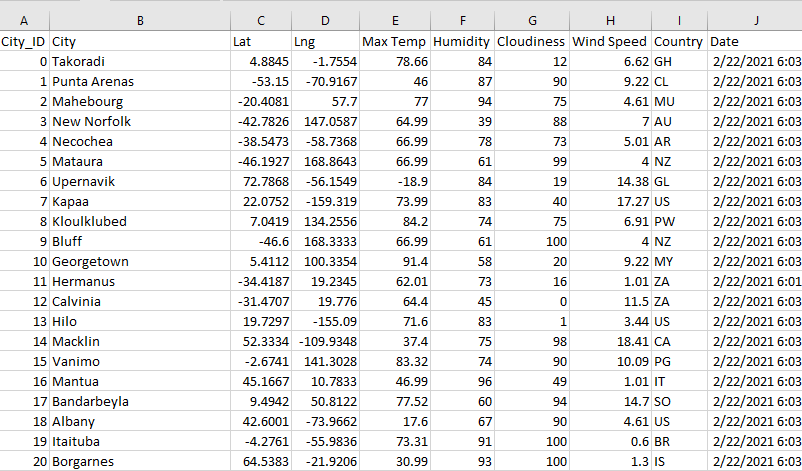 A B C D E F G H I J
City_ID City Lat Lng Max Temp Humidity Cloudiness Wind Speed Country Date
0 Takoradi 4.8845 -1.7554 78.66 84 12 6.62 GH 2/22/2021 6:03
1 Punta Arenas -53.15 -70.9167 46 87 90 9.22 CL 2/22/2021 6:03
2 Mahebourg -20.4081 57.7 77 94 75 4.61 MU 2/22/2021 6:03
3 New Norfolk -42.7826 147.0587 64.99 39 88 7 AU 2/22/2021 6:03
4 Necochea -38.5473 -58.7368 66.99 78 73 5.01 AR 2/22/2021 6:03
5 Mataura -46.1927 168.8643 66.99 61 99 4 NZ 2/22/2021 6:03
6 Upernavik 72.7868 -56.1549 -18.9 84 19 14.38 GL 2/22/2021 6:03
7 Kapaa 22.0752 -159.319 73.99 83 40 17.27 US 2/22/2021 6:03
8 Kloulklubed 7.0419 134.2556 84.2 74 75 6.91 PW 2/22/2021 6:03
9 Bluff -46.6 168.3333 66.99 61 100 4 NZ 2/22/2021 6:03
10 Georgetown 5.4112 100.3354 91.4 58 20 9.22 MY 2/22/2021 6:03
11 Hermanus -34.4187 19.2345 62.01 73 16 1.01 ZA 2/22/2021 6:01
12 Calvinia -31.4707 19.776 64.4 45 0 11.5 ZA 2/22/2021 6:03
13 Hilo 19.7297 -155.09 71.6 83 1 3.44 US 2/22/2021 6:03
14 Macklin 52.3334 -109.9348 37.4 75 98 18.41 CA 2/22/2021 6:03
15 Vanimo -2.6741 141.3028 83.32 74 90 10.09 PG 2/22/2021 6:03
16 Mantua 45.1667 10.7833 46.99 96 49 1.01 IT 2/22/2021 6:03
17 Bandarbeyla 9.4942 50.8122 77.52 60 94 14.7 SO 2/22/2021 6:03
18 Albany 42.6001 -73.9662 17.6 67 90 4.61 US 2/22/2021 6:03
19 Itaituba -4.2761 -55.9836 73.31 91 100 0.6 BR 2/22/2021 6:03
20 Borgarnes 64.5383 -21.9206 30.99 93 100 1.3 IS 2/22/2021 6:03